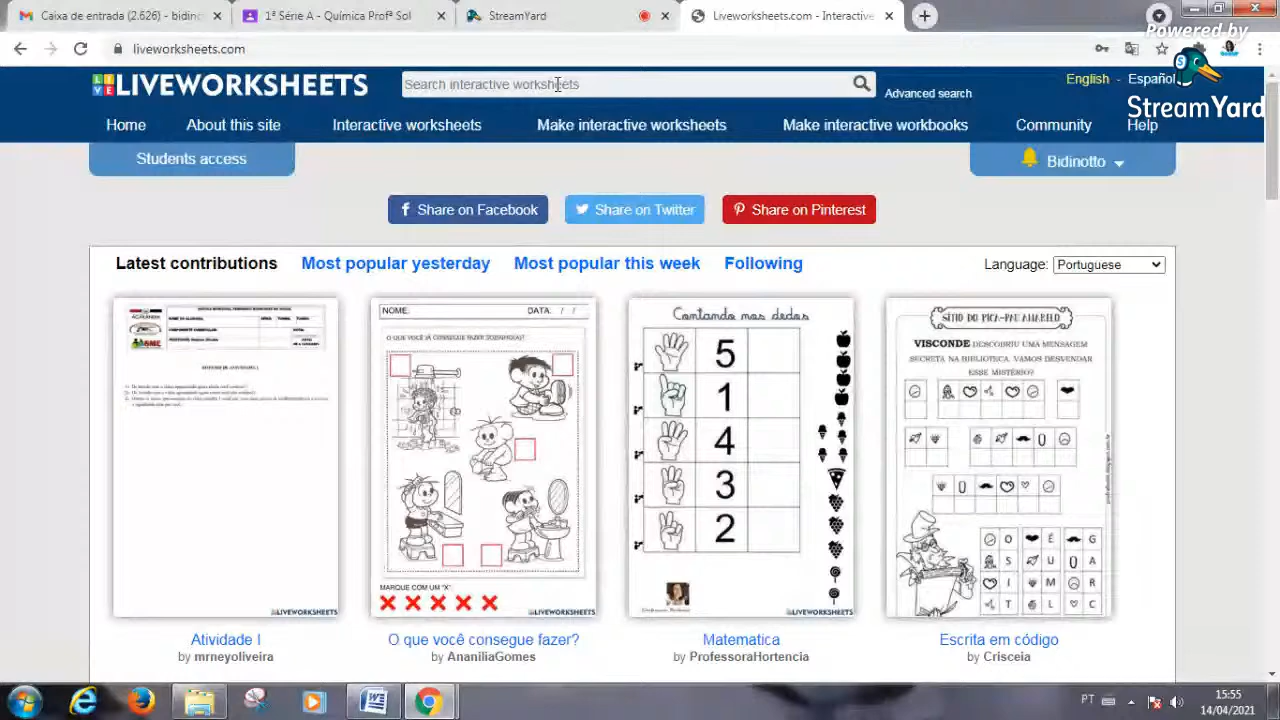 Caixa de entrada (2.626) - bidino
1ª Série A - Química Profª Sol
StreamYard
Liveworksheets.com - Interactive
liveworksheets.com
Powered by
StreamYard
LIVEWORKSHEETS
Search interactive worksheets
Advanced search
English - Español
Home
About this site
Interactive worksheets
Make interactive worksheets
Make interactive workbooks
Community
Help
Students access
Bidinotto
Share on Facebook
Share on Twitter
Share on Pinterest
Latest contributions
Most popular yesterday
Most popular this week
Following
Language: Portuguese
LIVEWORKSHEETS
Atividade I
by mrneyoliveira
NOME:
DATA: / /
O QUE VOCÊ JÁ CONSEGUE FAZER SOZINHO(A)?
MARQUE COM UM "X"
LIVEWORKSHEETS
O que você consegue fazer?
by AnaniliaGomes
Contando nos dedos
5
1
4
3
2
LIVEWORKSHEETS
Matematica
by ProfessoraHortencia
SÍTIO DO PICA-PAU AMARELO
VISCONDE DESCOBRIU UMA MENSAGEM
SECRETA NA BIBLIOTECA. VAMOS DESVENDAR
ESSE MISTÉRIO?
O É G
S U A
I M R
T L C
Escrita em código
by Crisceia
PT
15:55
14/04/2021